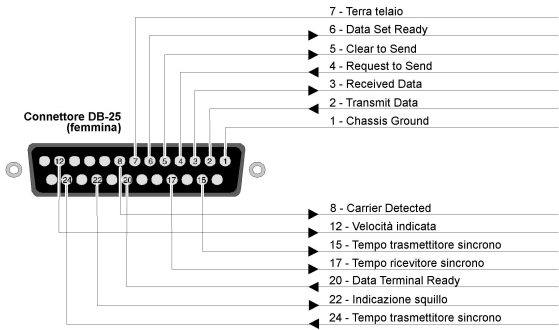 7 - Terra telaio
6 - Data Set Ready
5 - Clear to Send
4 - Request to Send
3 - Received Data
2 - Transmit Data
1 - Chassis Ground
Connettore DB-25
(femmina)
12 8 7 6 5 4 3 2 1
24 22 20 17 15
8 - Carrier Detected
12 - Velocità indicata
15 - Tempo trasmettitore sincrono
17 - Tempo ricevitore sincrono
20 - Data Terminal Ready
22 - Indicazione squillo
24 - Tempo trasmettitore sincrono